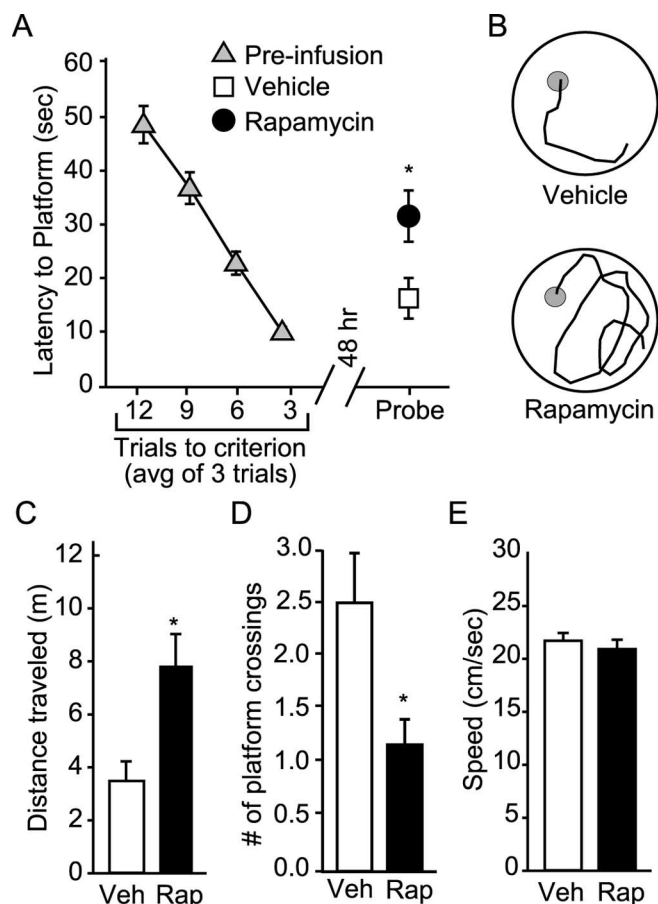 A
Latency to Platform (sec)
60
50
40
30
20
10
0
Pre-infusion
Vehicle
Rapamycin
*
48 hr
12 9 6 3 Probe
Trials to criterion
(avg of 3 trials)
B
Vehicle
Rapamycin
C
Distance traveled (m)
12
10
8
6
4
2
0
*
Veh Rap
D
# of platform crossings
3.0
2.5
2.0
1.5
1.0
0.5
0.0
*
Veh Rap
E
Speed (cm/sec)
30
25
20
15
10
5
0
Veh Rap